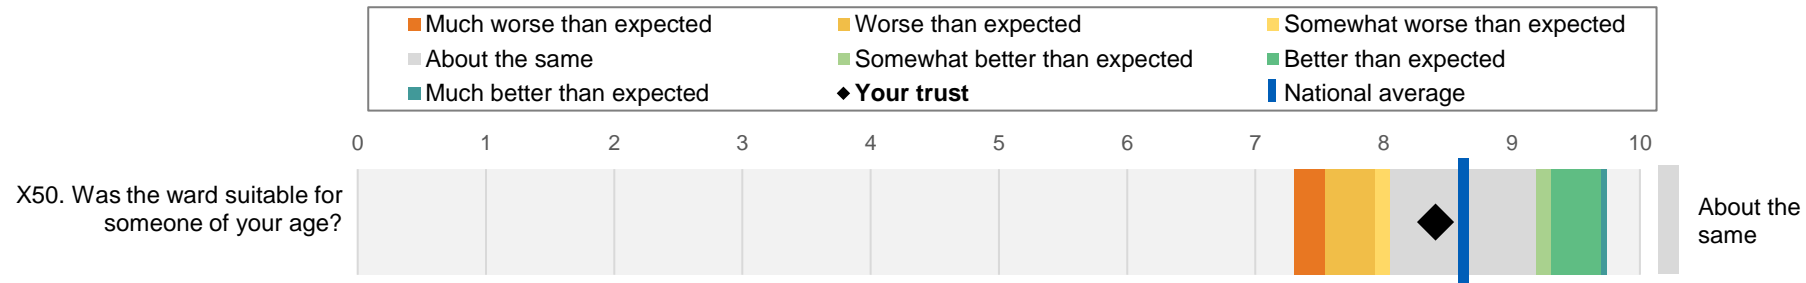 Much worse than expected
Worse than expected
Somewhat worse than expected
About the same
Somewhat better than expected
Better than expected
Much better than expected
Your trust
National average
0 1 2 3 4 5 6 7 8 9 10
X50. Was the ward suitable for
someone of your age?
About the
same